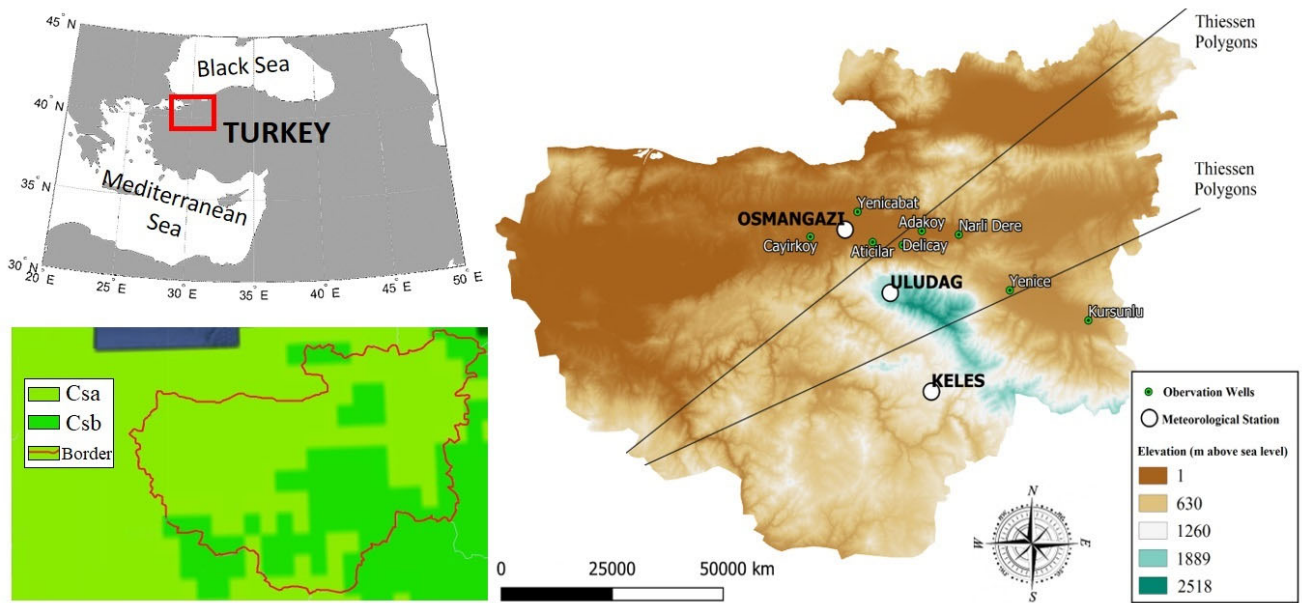 45° N
40° N
35° N
30° N
20° E
25° E
30° E
35° E
40° E
45° E
50° E
Black Sea
TURKEY
Mediterranean
Sea
Csa
Csb
Border
Thiessen
Polygons
Thiessen
Polygons
Yenicabat
OSMANGAZI
Adakoy
Narli Dere
Cayirkoy
Aticilar
Delicay
ULUDAG
Yenice
Kursunlu
KELES
Obervation Wells
Meteorological Station
Elevation (m above sea level)
1
630
1260
1889
2518
N
W
E
S
0
25000
50000 km